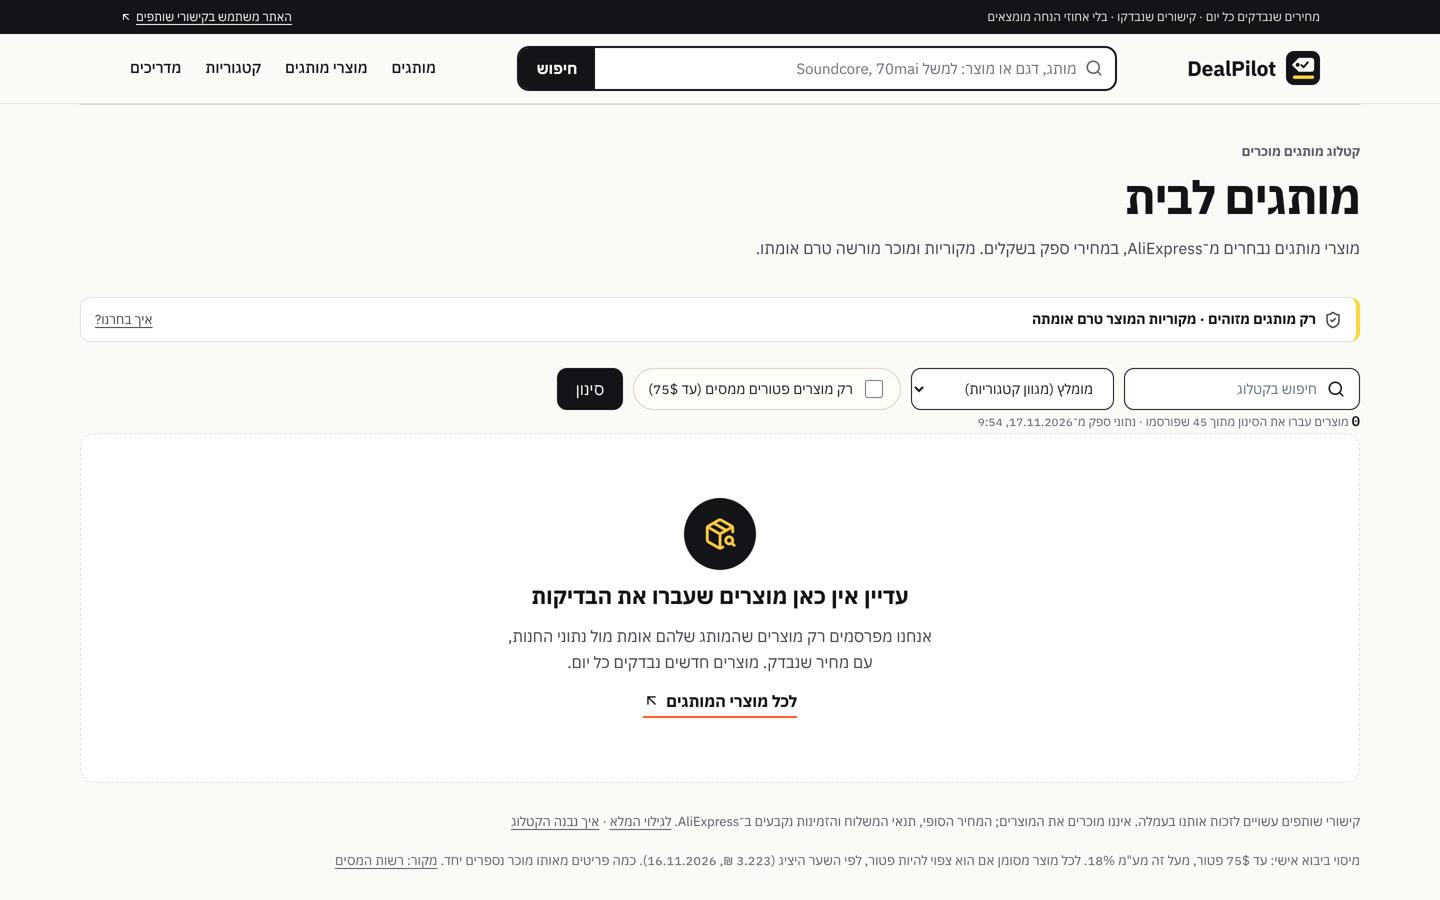 מחירים שנבדקים כל יום · קישורים שנבדקו · בלי אחוזי הנחה מומצאים
האתר משתמש בקישורי שותפים
DealPilot
מותג, דגם או מוצר: למשל Soundcore, 70mai
חיפוש
מותגים
מוצרי מותגים
קטגוריות
מדריכים
קטלוג מותגים מוכרים
מותגים לבית
מוצרי מותגים נבחרים מ־AliExpress, במחירי ספק בשקלים. מקוריות ומוכר מורשה טרם אומתו.
רק מותגים מזוהים · מקוריות המוצר טרם אומתה
איך בחרנו?
חיפוש בקטלוג
מומלץ (מגוון קטגוריות)
רק מוצרים פטורים ממסים (עד $75)
סינון
0 מוצרים עברו את הסינון מתוך 45 שפורסמו · נתוני ספק מ־17.11.2026, 9:54
עדיין אין כאן מוצרים שעברו את הבדיקות
אנחנו מפרסמים רק מוצרים שהמותג שלהם אומת מול נתוני החנות,
עם מחיר שנבדק. מוצרים חדשים נבדקים כל יום.
לכל מוצרי המותגים
קישורי שותפים עשויים לזכות אותנו בעמלה. איננו מוכרים את המוצרים; המחיר הסופי, תנאי המשלוח והזמינות נקבעים ב־AliExpress. לגילוי המלא · איך נבנה הקטלוג
מיסוי ביבוא אישי: עד $75 פטור, מעל זה מע"מ 18%. לכל מוצר מסומן אם הוא צפוי להיות פטור, לפי השער היציג (3.223 ₪, 16.11.2026). כמה פריטים מאותו מוכר נספרים יחד. מקור: רשות המסים